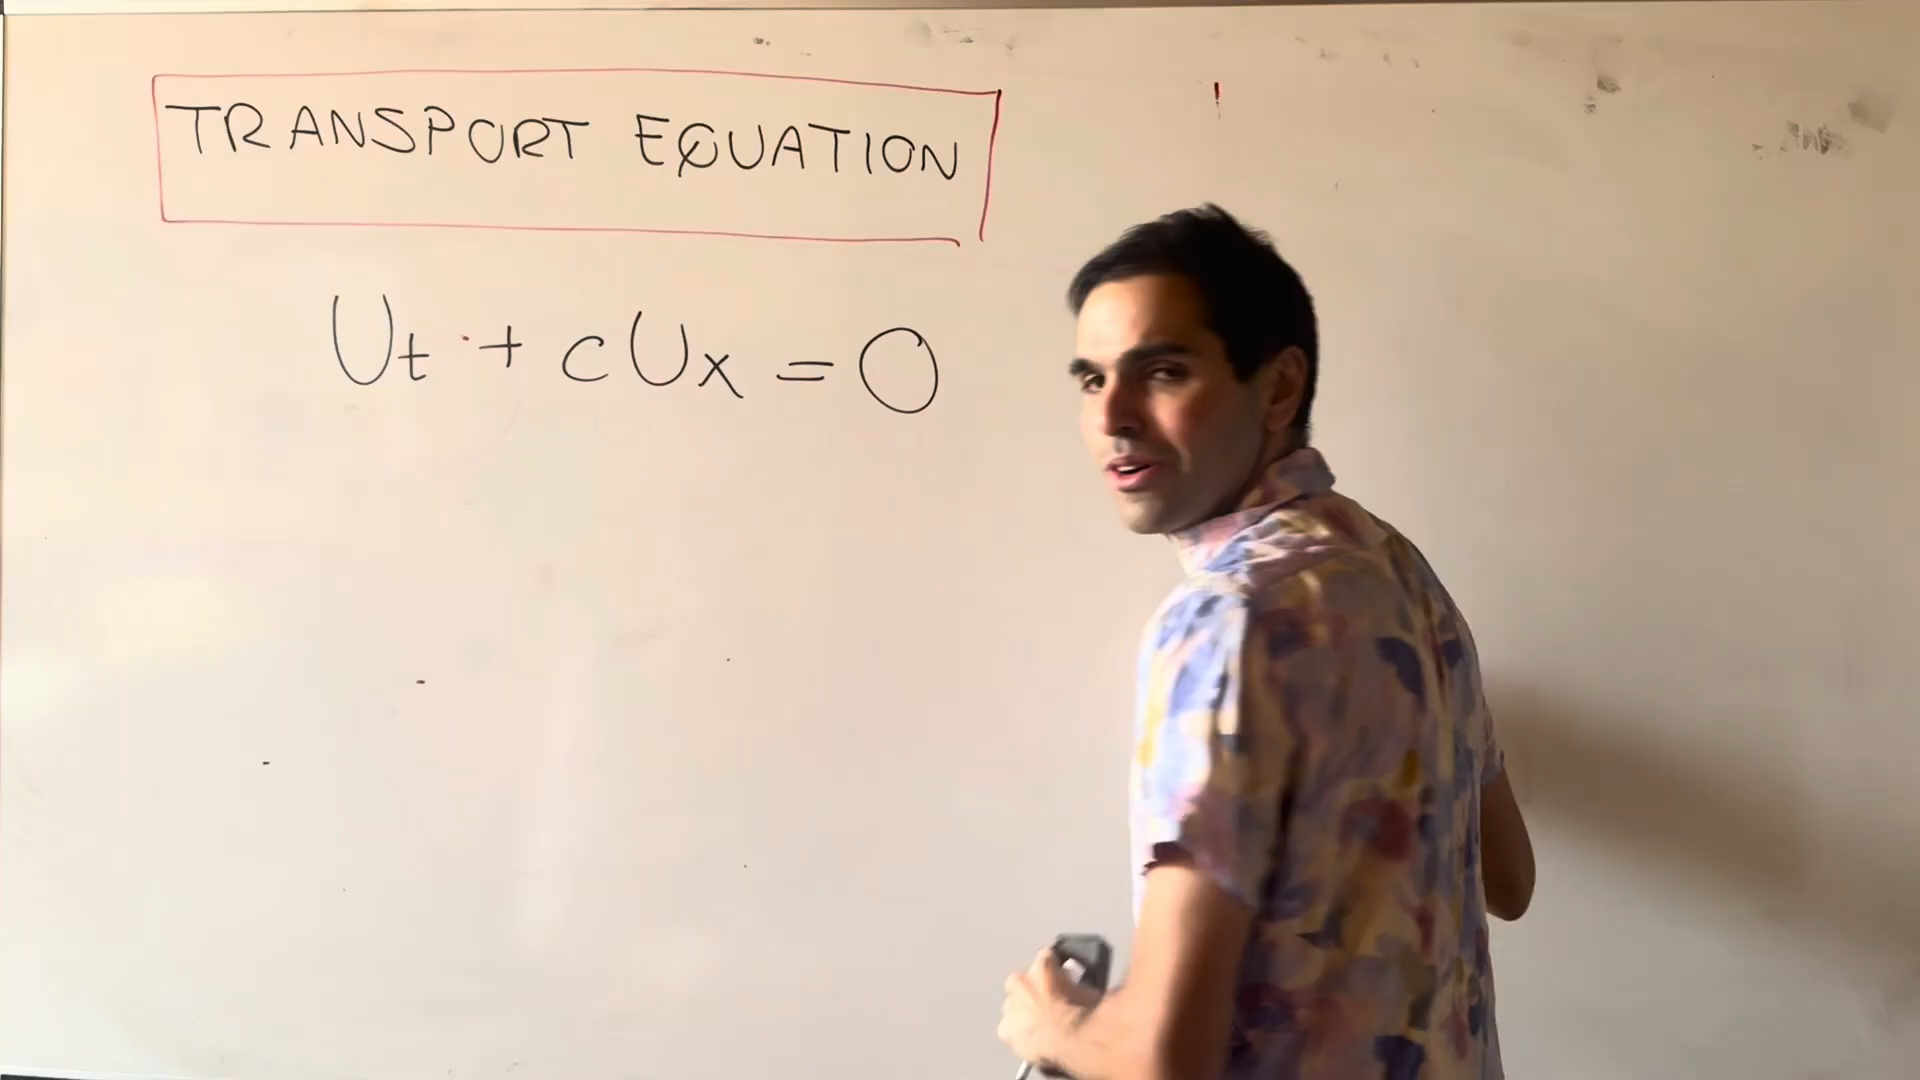 TRANSPORT EQUATION
Ut + cUx = 0